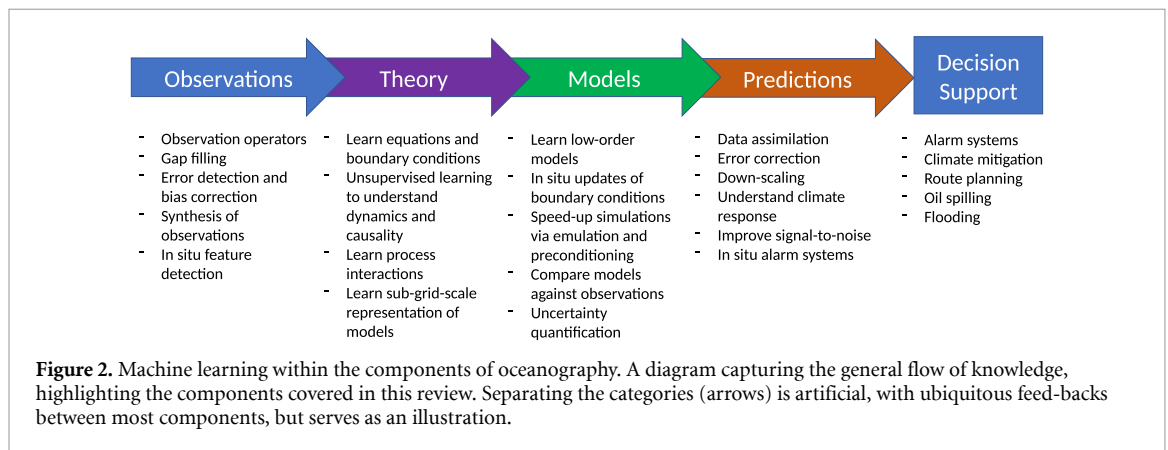 Observations
Theory
Models
Predictions
Decision
Support
- Observation operators
- Gap filling
- Error detection and
bias correction
- Synthesis of
observations
- In situ feature
detection
- Learn equations and
boundary conditions
- Unsupervised learning
to understand
dynamics and
causality
- Learn process
interactions
- Learn sub-grid-scale
representation of
models
- Learn low-order
models
- In situ updates of
boundary conditions
- Speed-up simulations
via emulation and
preconditioning
- Compare models
against observations
- Uncertainty
quantification
- Data assimilation
- Error correction
- Down-scaling
- Understand climate
response
- Improve signal-to-noise
- In situ alarm systems
- Alarm systems
- Climate mitigation
- Route planning
- Oil spilling
- Flooding
Figure 2. Machine learning within the components of oceanography. A diagram capturing the general flow of knowledge,
highlighting the components covered in this review. Separating the categories (arrows) is artificial, with ubiquitous feed-backs
between most components, but serves as an illustration.